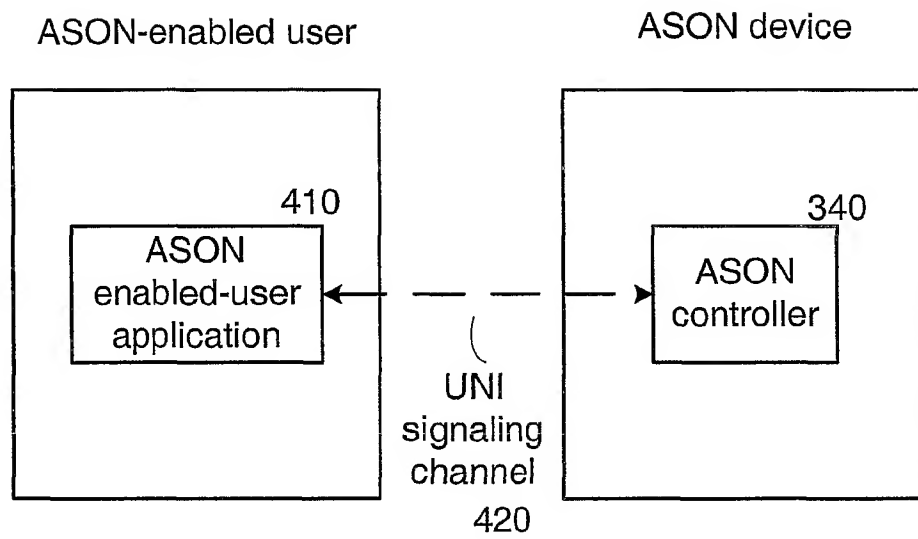 ASON-enabled user
ASON device
410
ASON
enabled-user
application
340
ASON
controller
UNI
signaling
channel
420